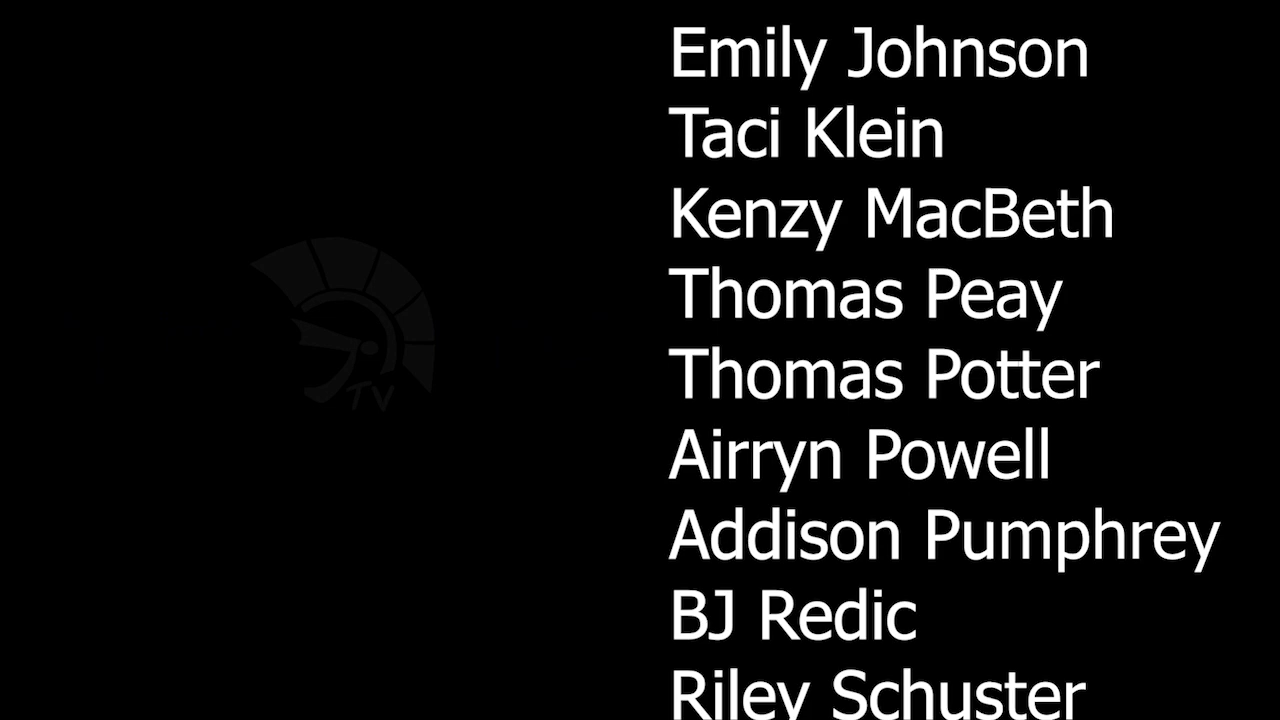 Emily Johnson
Taci Klein
Kenzy MacBeth
Thomas Peay
Thomas Potter
Airryn Powell
Addison Pumphrey
BJ Redic
Riley Schuster
TV